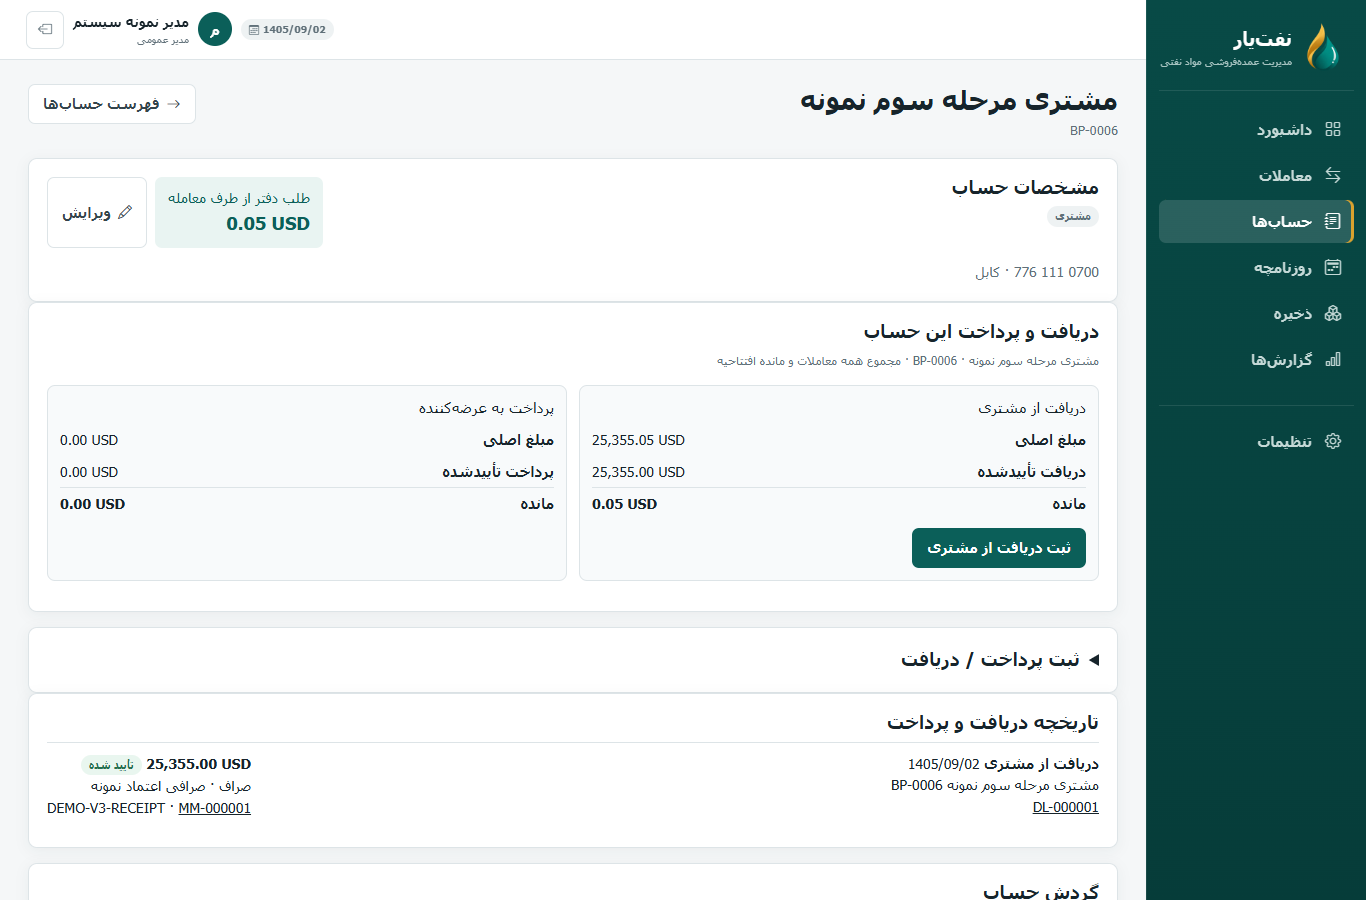 نفت‌یار
مدیریت عمده‌فروشی مواد نفتی
داشبورد
معاملات
حساب‌ها
روزنامچه
ذخیره
گزارش‌ها
تنظیمات
1405/09/02
م
مدیر نمونه سیستم
مدیر عمومی
مشتری مرحله سوم نمونه
BP-0006
فهرست حساب‌ها
مشخصات حساب
مشتری
طلب دفتر از طرف معامله
0.05 USD
ویرایش
0700 111 776 · کابل
دریافت و پرداخت این حساب
مشتری مرحله سوم نمونه · BP-0006 · مجموع همه معاملات و مانده افتتاحیه
دریافت از مشتری
مبلغ اصلی 25,355.05 USD
دریافت تأییدشده 25,355.00 USD
مانده 0.05 USD
ثبت دریافت از مشتری
پرداخت به عرضه‌کننده
مبلغ اصلی 0.00 USD
پرداخت تأییدشده 0.00 USD
مانده 0.00 USD
ثبت پرداخت / دریافت
تاریخچه دریافت و پرداخت
دریافت از مشتری 1405/09/02
مشتری مرحله سوم نمونه BP-0006
DL-000001
25,355.00 USD تایید شده
صراف · صرافی اعتماد نمونه
MM-000001 · DEMO-V3-RECEIPT
گردش حساب